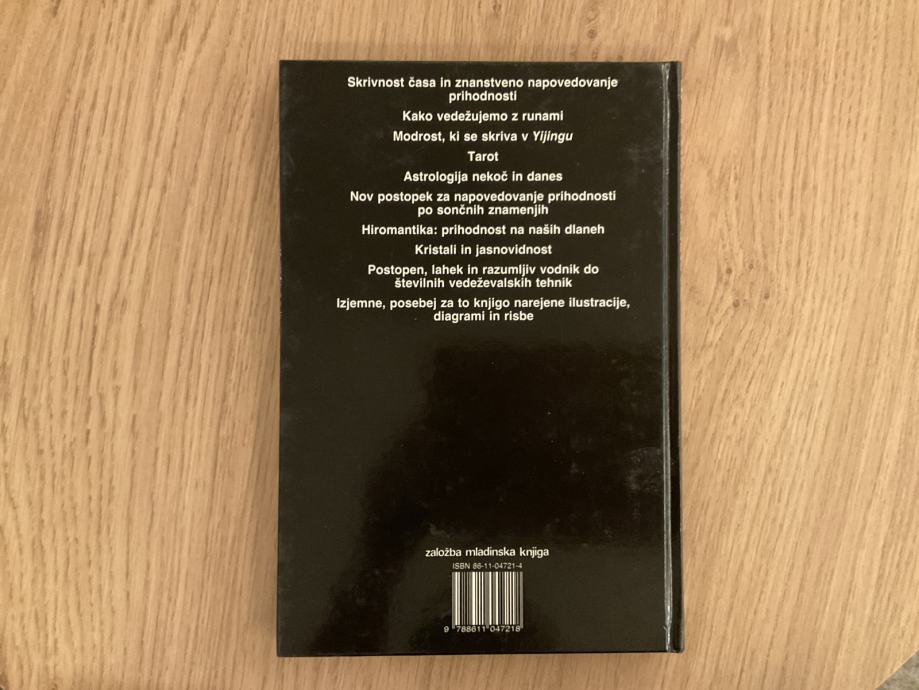 Skrivnost časa in znanstveno napovedovanje
prihodnosti
Kako vedežujemo z runami
Modrost, ki se skriva v Yijingu
Tarot
Astrologija nekoč in danes
Nov postopek za napovedovanje prihodnosti
po sončnih znamenjih
Hiromantika: prihodnost na naših dlaneh
Kristali in jasnovidnost
Postopen, lahek in razumljiv vodnik do
številnih vedeževalskih tehnik
Izjemne, posebej za to knjigo narejene ilustracije,
diagrami in risbe
založba mladinska knjiga
ISBN 86-11-04721-4
9 788611 047218